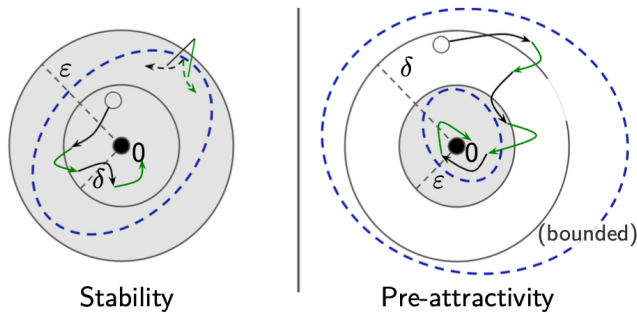 ε
0
δ
Stability
δ
0
ε
(bounded)
Pre-attractivity